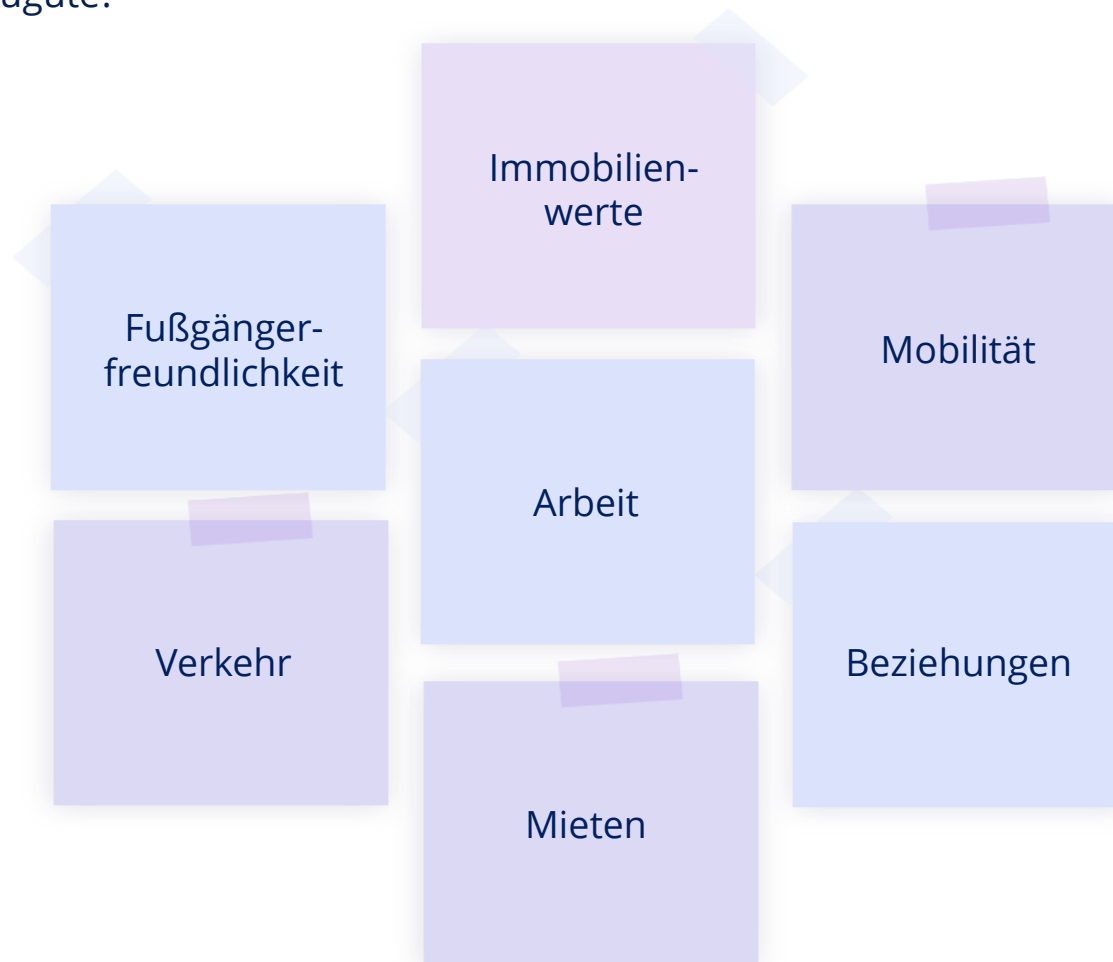 Immobilien-
werte
Fußgänger-
freundlichkeit
Mobilität
Arbeit
Verkehr
Beziehungen
Mieten